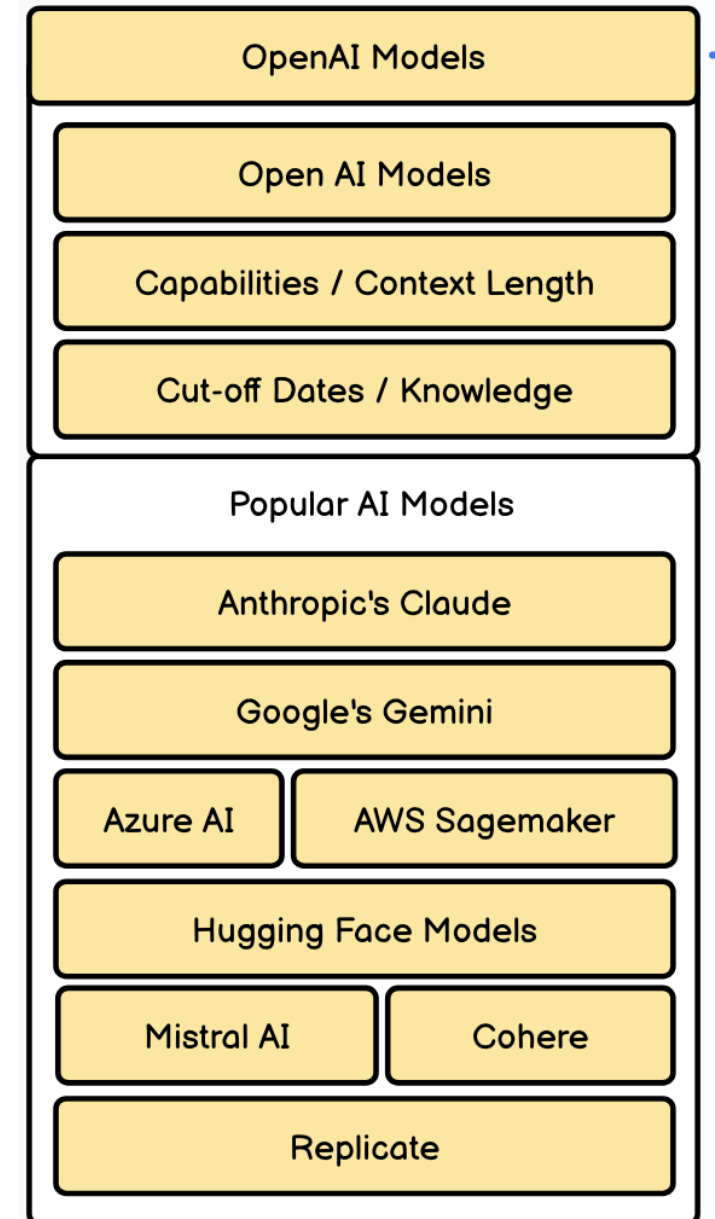 OpenAI Models
Open AI Models
Capabilities / Context Length
Cut-off Dates / Knowledge
Popular AI Models
Anthropic's Claude
Google's Gemini
Azure AI
AWS Sagemaker
Hugging Face Models
Mistral AI
Cohere
Replicate